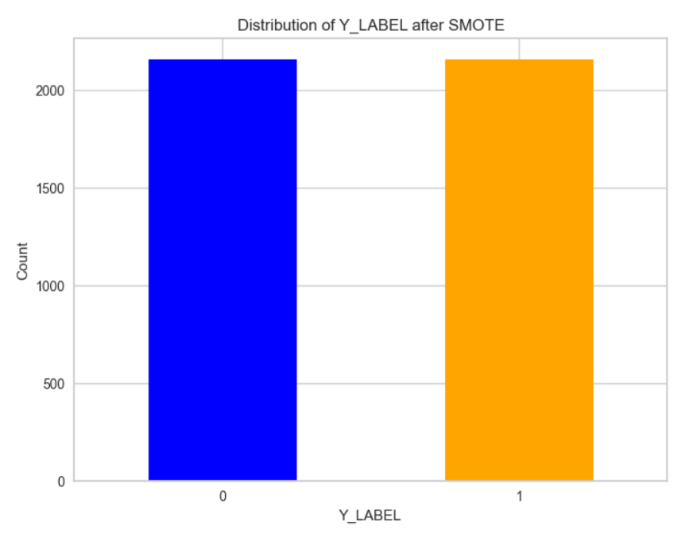 Distribution of Y_LABEL after SMOTE
2000
1500
1000
500
0
Count
0 1
Y_LABEL